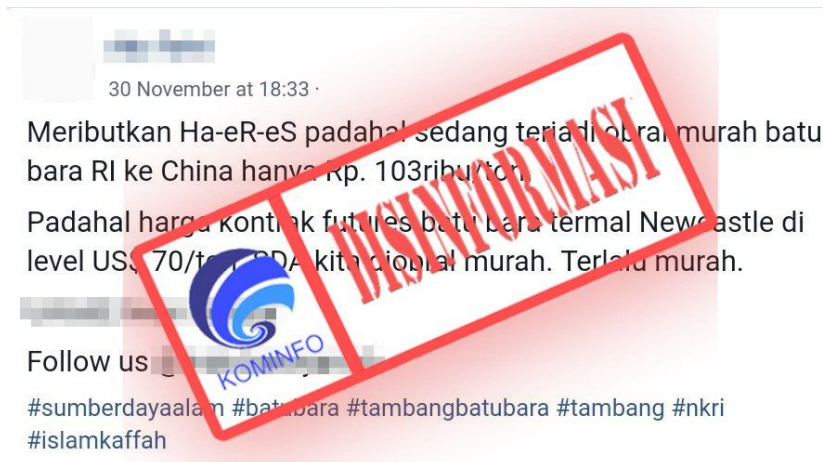 30 November at 18:33 ·
Meributkan Ha-eR-eS padahal sedang terjadi obral murah batu
bara RI ke China hanya Rp. 103ribu/ton.
Padahal harga kontrak futures batu bara termal Newcastle di
level US$ 70/ton. SDA kita diobral murah. Terlalu murah.
DISINFORMASI
KOMINFO
Follow us @
#sumberdayaalam #batubara #tambangbatubara #tambang #nkri
#islamkaffah